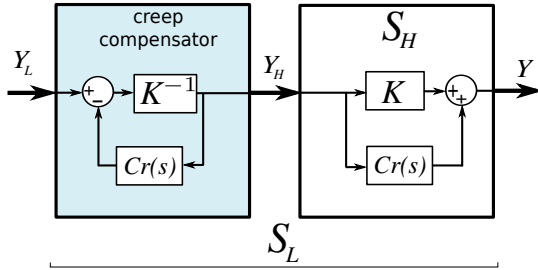 creep
compensator
S_H
Y_L
Y_H
Y
+
−
K⁻¹
K
+
+
Cr(s)
Cr(s)
S_L